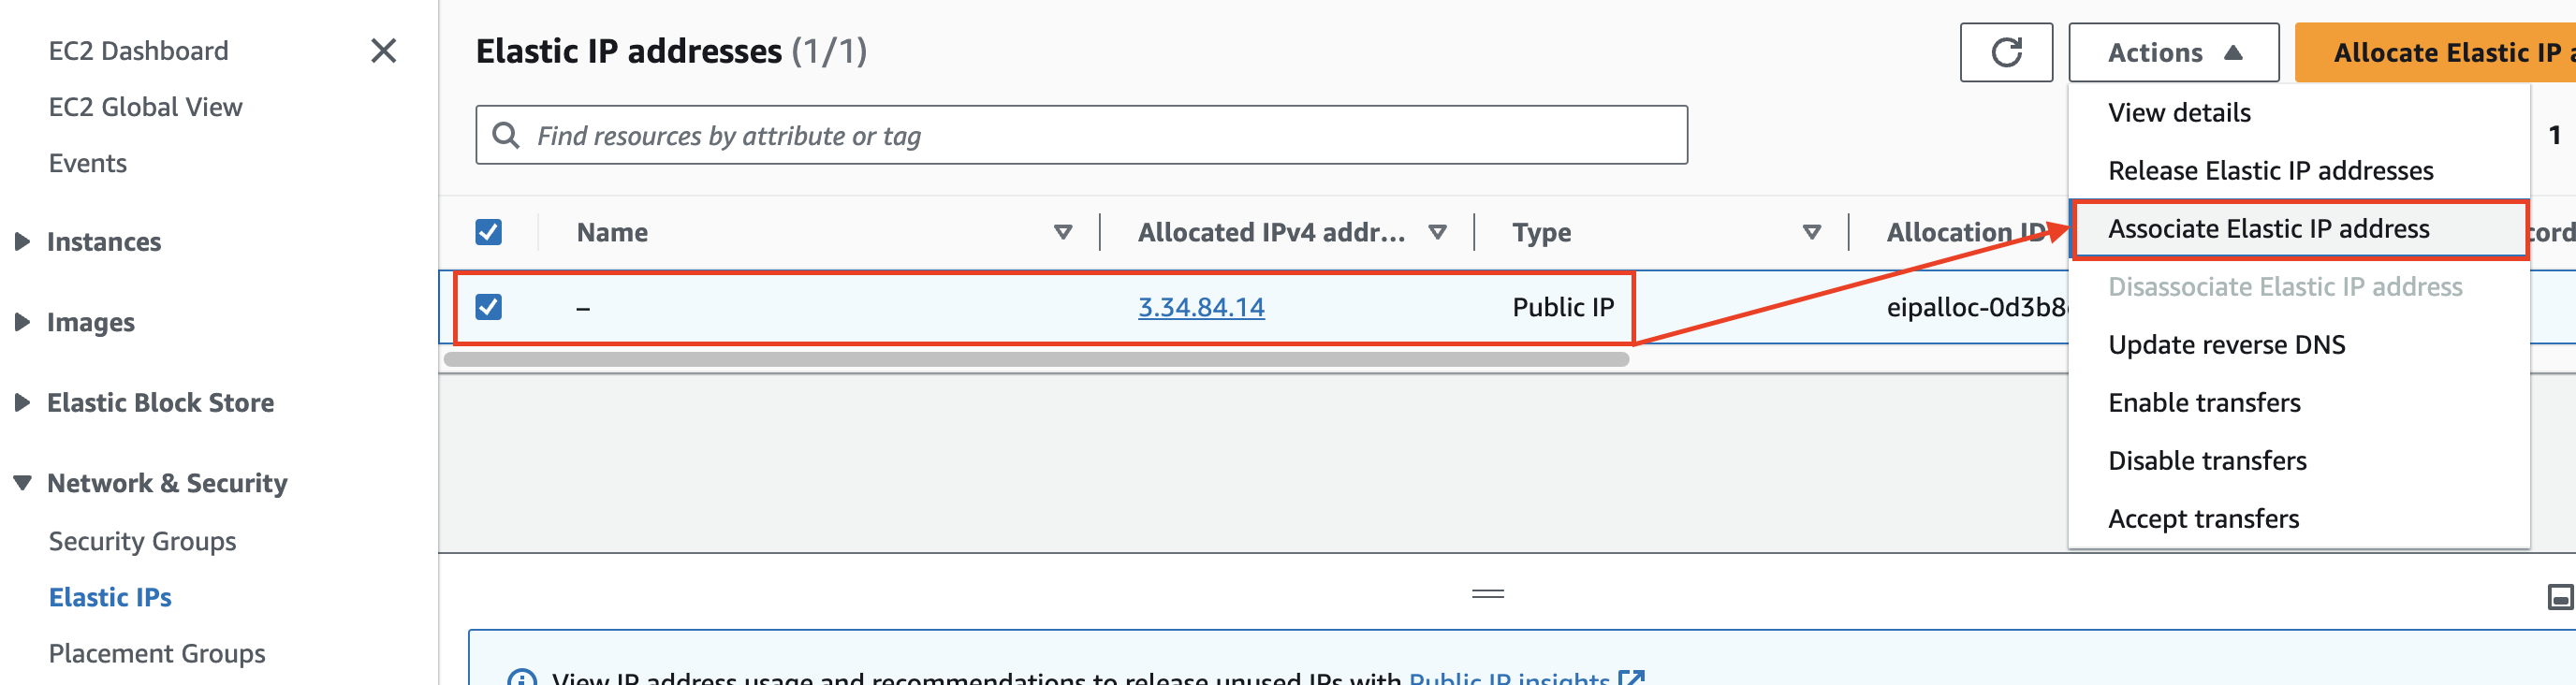 EC2 Dashboard
EC2 Global View
Events
Instances
Images
Elastic Block Store
Network & Security
Security Groups
Elastic IPs
Placement Groups
Elastic IP addresses (1/1)
Actions
Allocate Elastic IP a
Find resources by attribute or tag
1
Name
Allocated IPv4 addr...
Type
Allocation ID
cord
–
3.34.84.14
Public IP
eipalloc-0d3b8
View details
Release Elastic IP addresses
Associate Elastic IP address
Disassociate Elastic IP address
Update reverse DNS
Enable transfers
Disable transfers
Accept transfers
View IP address usage and recommendations to release unused IPs with Public IP insights